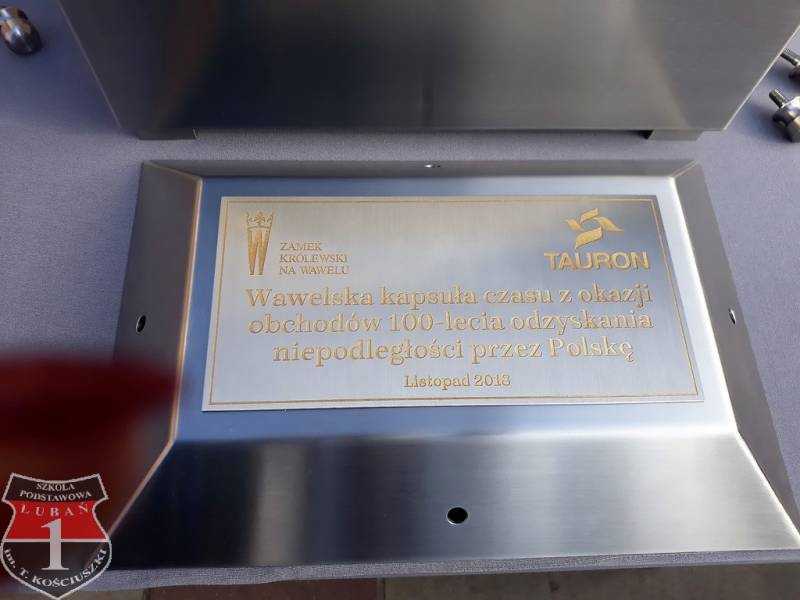 ZAMEK
KRÓLEWSKI
NA WAWELU
TAURON
Wawelska kapsuła czasu z okazji
obchodów 100-lecia odzyskania
niepodległości przez Polskę
Listopad 2018
SZKOŁA
PODSTAWOWA
LUBAŃ
1
im. T. KOŚCIUSZKI